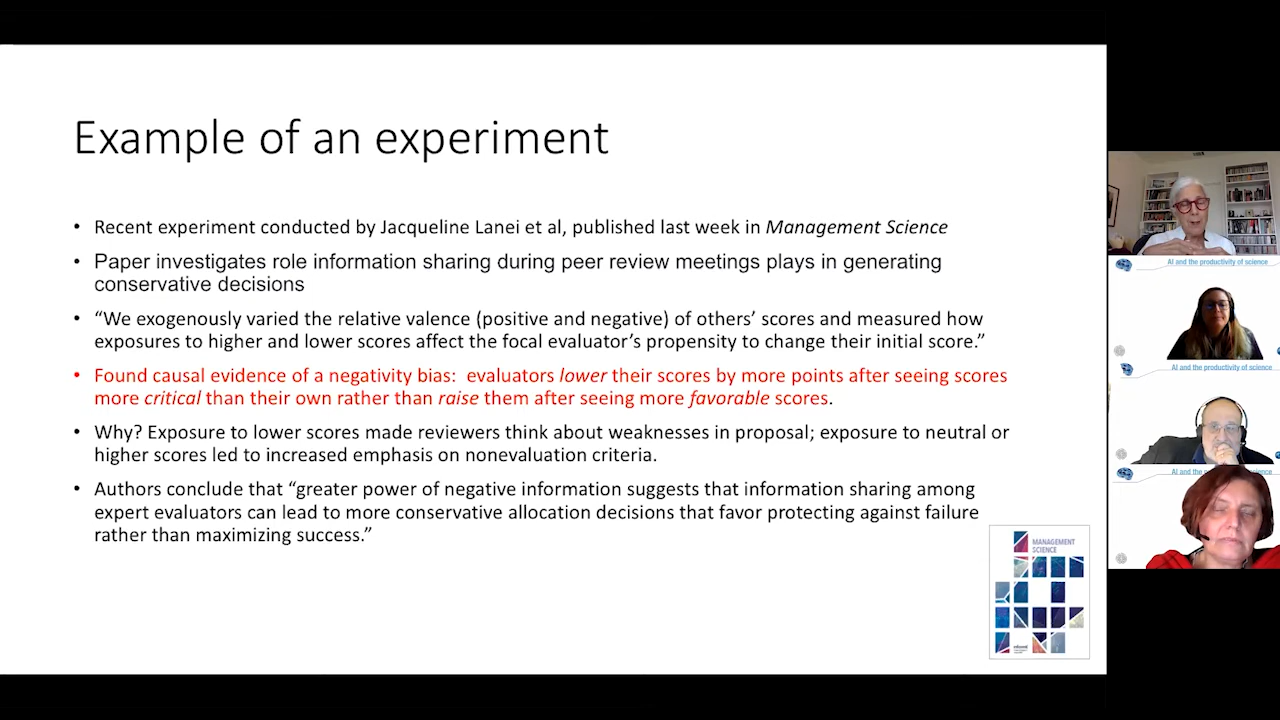 Example of an experiment
• Recent experiment conducted by Jacqueline Lanei et al, published last week in Management Science
• Paper investigates role information sharing during peer review meetings plays in generating
conservative decisions
• “We exogenously varied the relative valence (positive and negative) of others’ scores and measured how
exposures to higher and lower scores affect the focal evaluator’s propensity to change their initial score.”
• Found causal evidence of a negativity bias: evaluators lower their scores by more points after seeing scores
more critical than their own rather than raise them after seeing more favorable scores.
• Why? Exposure to lower scores made reviewers think about weaknesses in proposal; exposure to neutral or
higher scores led to increased emphasis on nonevaluation criteria.
• Authors conclude that “greater power of negative information suggests that information sharing among
expert evaluators can lead to more conservative allocation decisions that favor protecting against failure
rather than maximizing success.”
MANAGEMENT
SCIENCE
informs
AI and the productivity of science
AI and the productivity of science
AI and the productivity of science